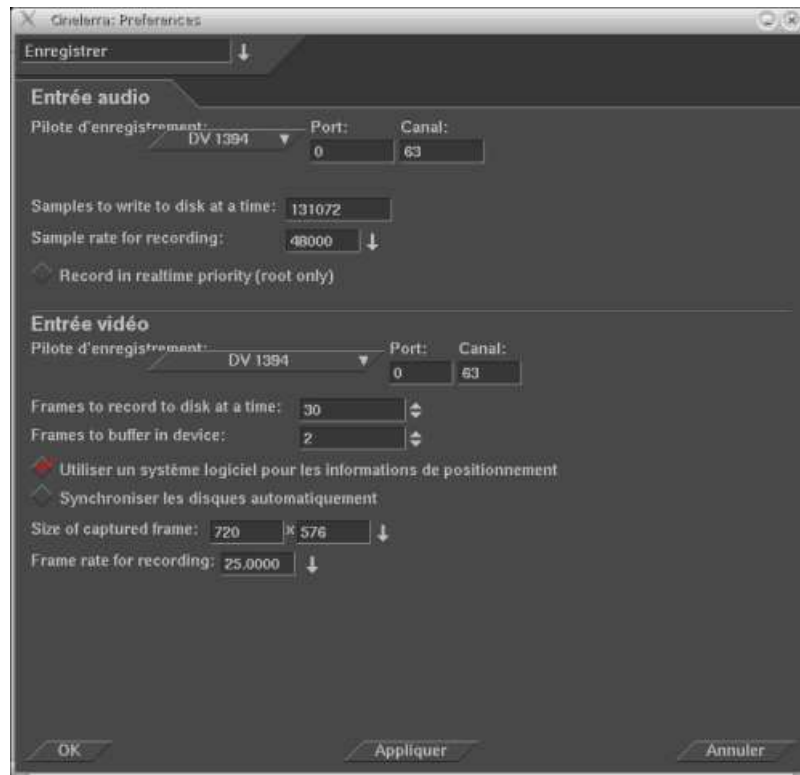 Cinelerra: Preferences
Enregistrer
Entrée audio
Pilote d'enregistrement: Port: Canal:
DV 1394 0 63
Samples to write to disk at a time: 131072
Sample rate for recording: 48000
Record in realtime priority (root only)
Entrée vidéo
Pilote d'enregistrement: Port: Canal:
DV 1394 0 63
Frames to record to disk at a time: 30
Frames to buffer in device: 2
Utiliser un système logiciel pour les informations de positionnement
Synchroniser les disques automatiquement
Size of captured frame: 720 x 576
Frame rate for recording: 25.0000
OK Appliquer Annuler